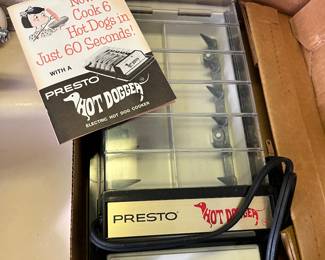 Now
Cook 6
Hot Dogs in
Just 60 Seconds!
WITH A
PRESTO
HOT DOGGER
ELECTRIC HOT DOG COOKER
PRESTO HOT DOGGER